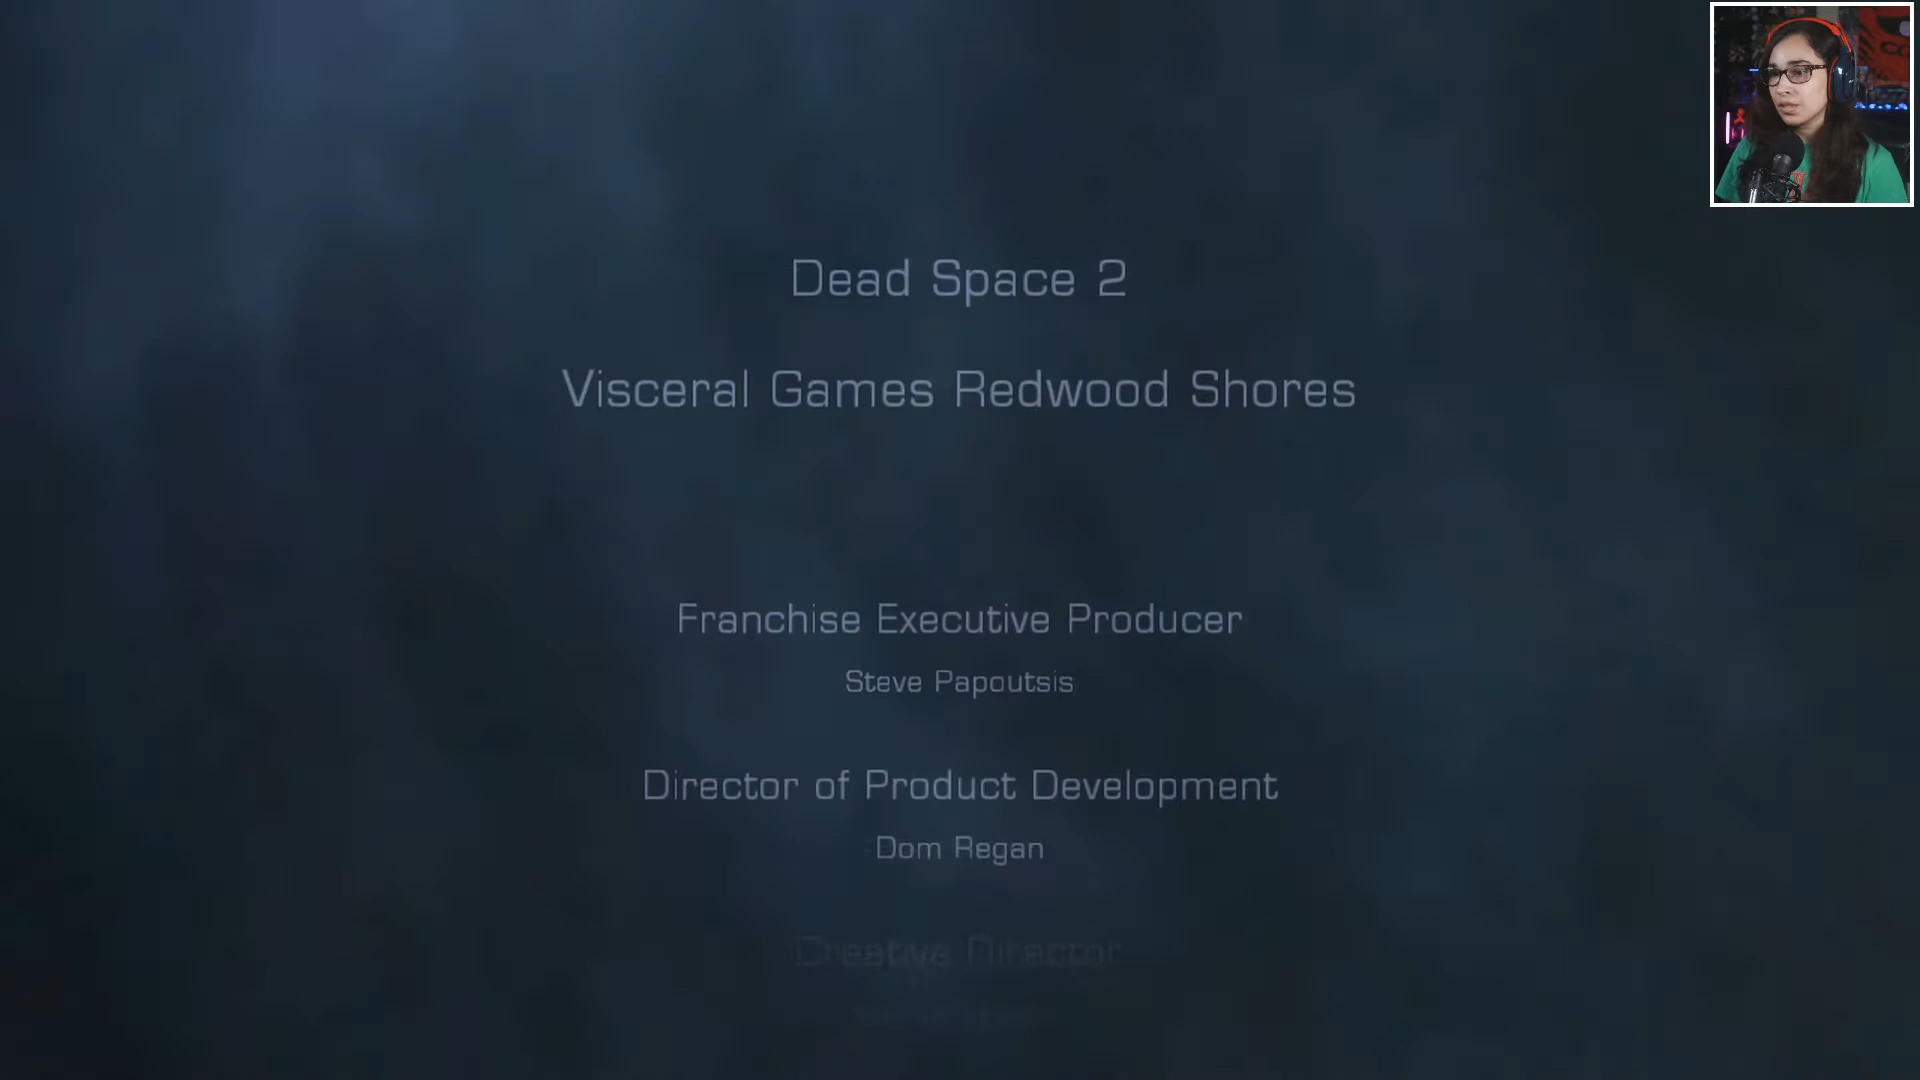 Dead Space 2
Visceral Games Redwood Shores
Franchise Executive Producer
Steve Papoutsis
Director of Product Development
Dom Regan
Creative Director